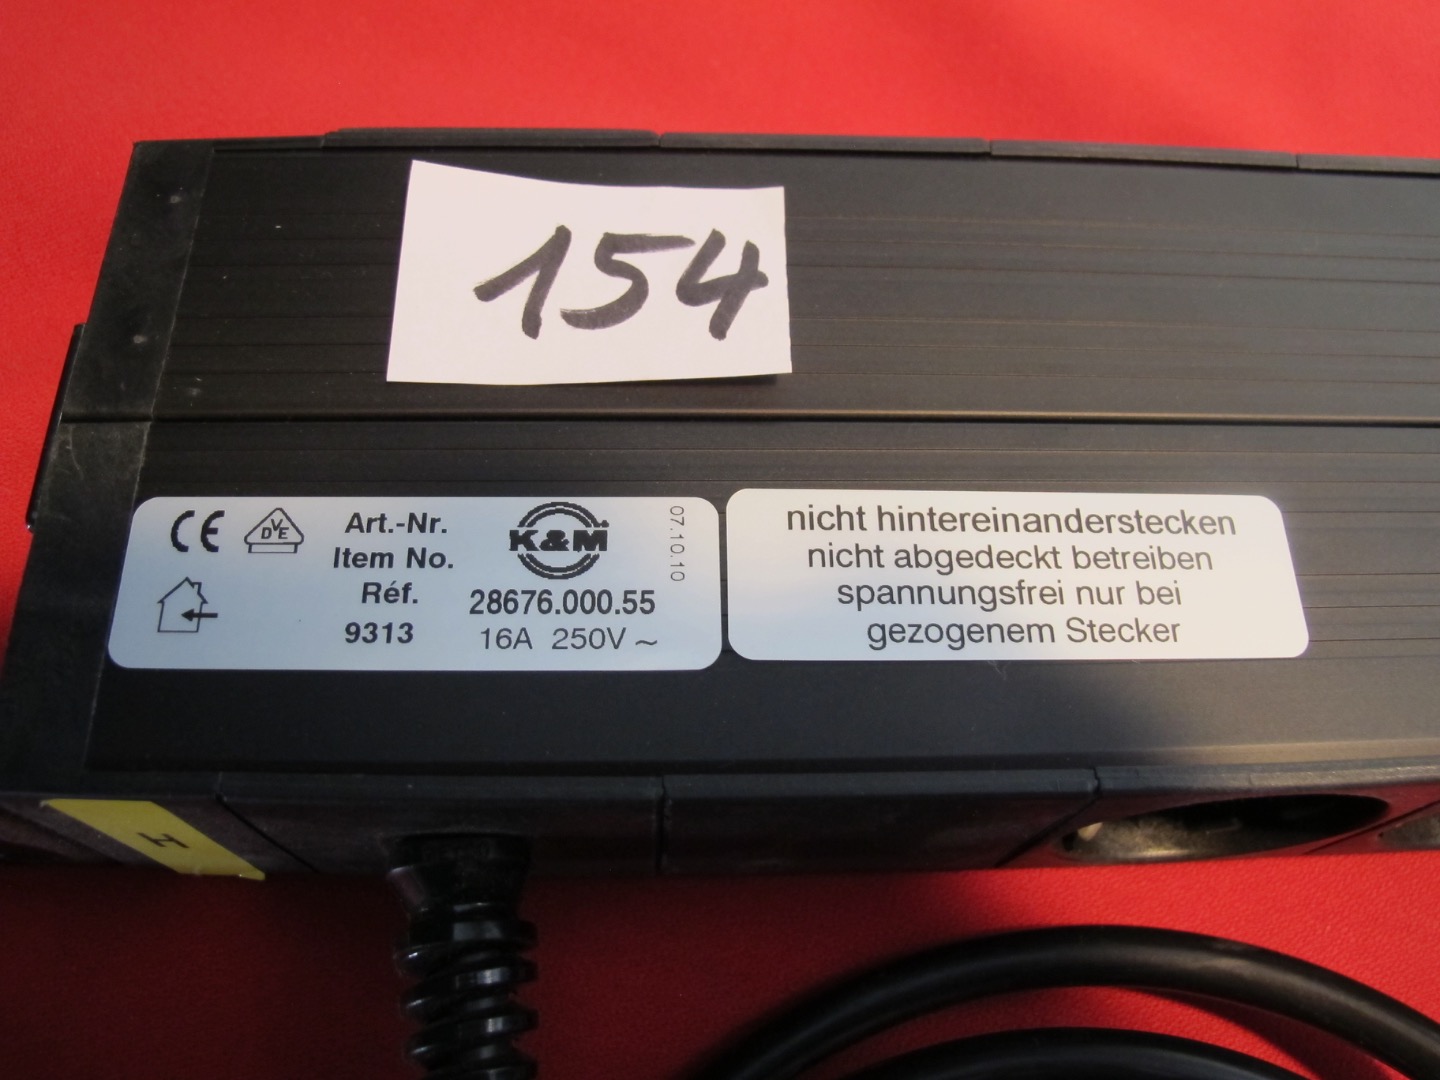 154
CE
DVE
Art.-Nr.
Item No.
Réf.
9313
K&M
28676.000.55
16A 250V ~
07.10.10
nicht hintereinanderstecken
nicht abgedeckt betreiben
spannungsfrei nur bei
gezogenem Stecker
H